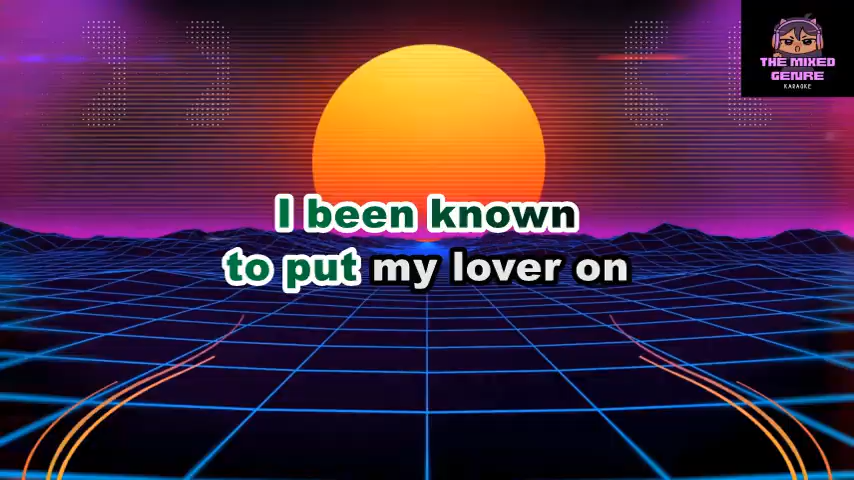 THE MIXED
GENRE
KARAOKE
I been known
to put my lover on